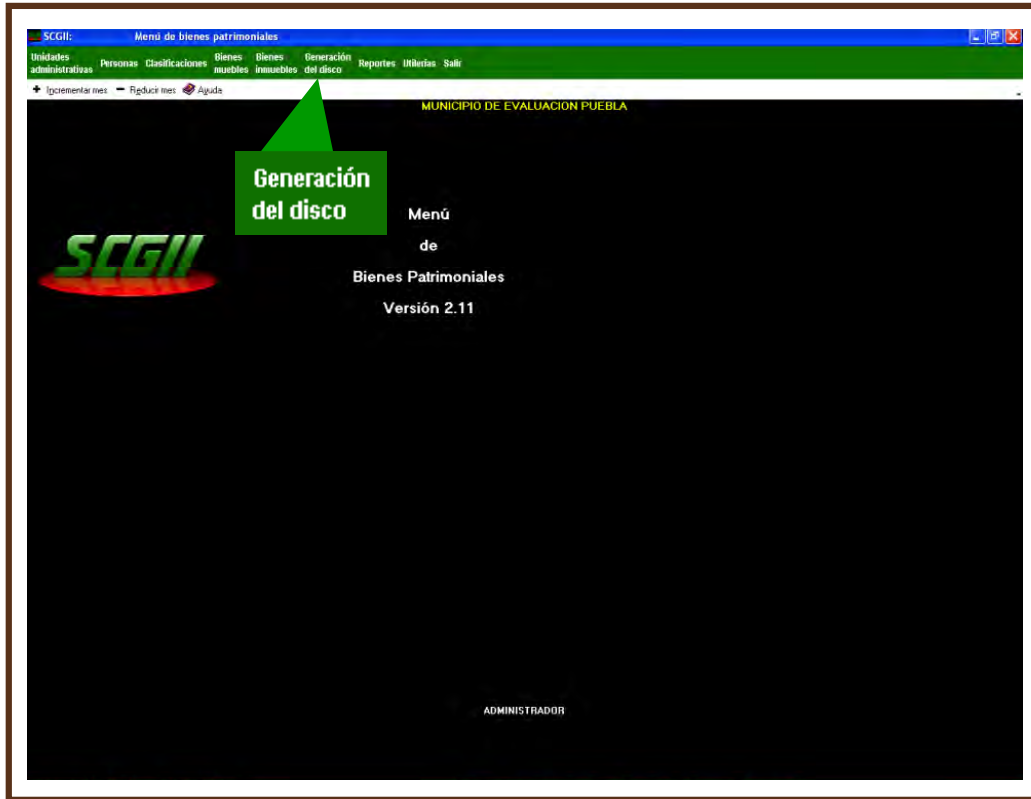 SCGII: Menú de bienes patrimoniales
Unidades administrativas Personas Clasificaciones Bienes muebles Bienes inmuebles Generación del disco Reportes Utilerías Salir
Incrementar mes Reducir mes Ayuda
MUNICIPIO DE EVALUACION PUEBLA
Generación
del disco
SCGII
Menú
de
Bienes Patrimoniales
Versión 2.11
ADMINISTRADOR